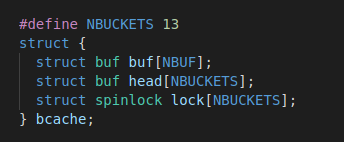 #define NBUCKETS 13
struct {
  struct buf buf[NBUF];
  struct buf head[NBUCKETS];
  struct spinlock lock[NBUCKETS];
} bcache;